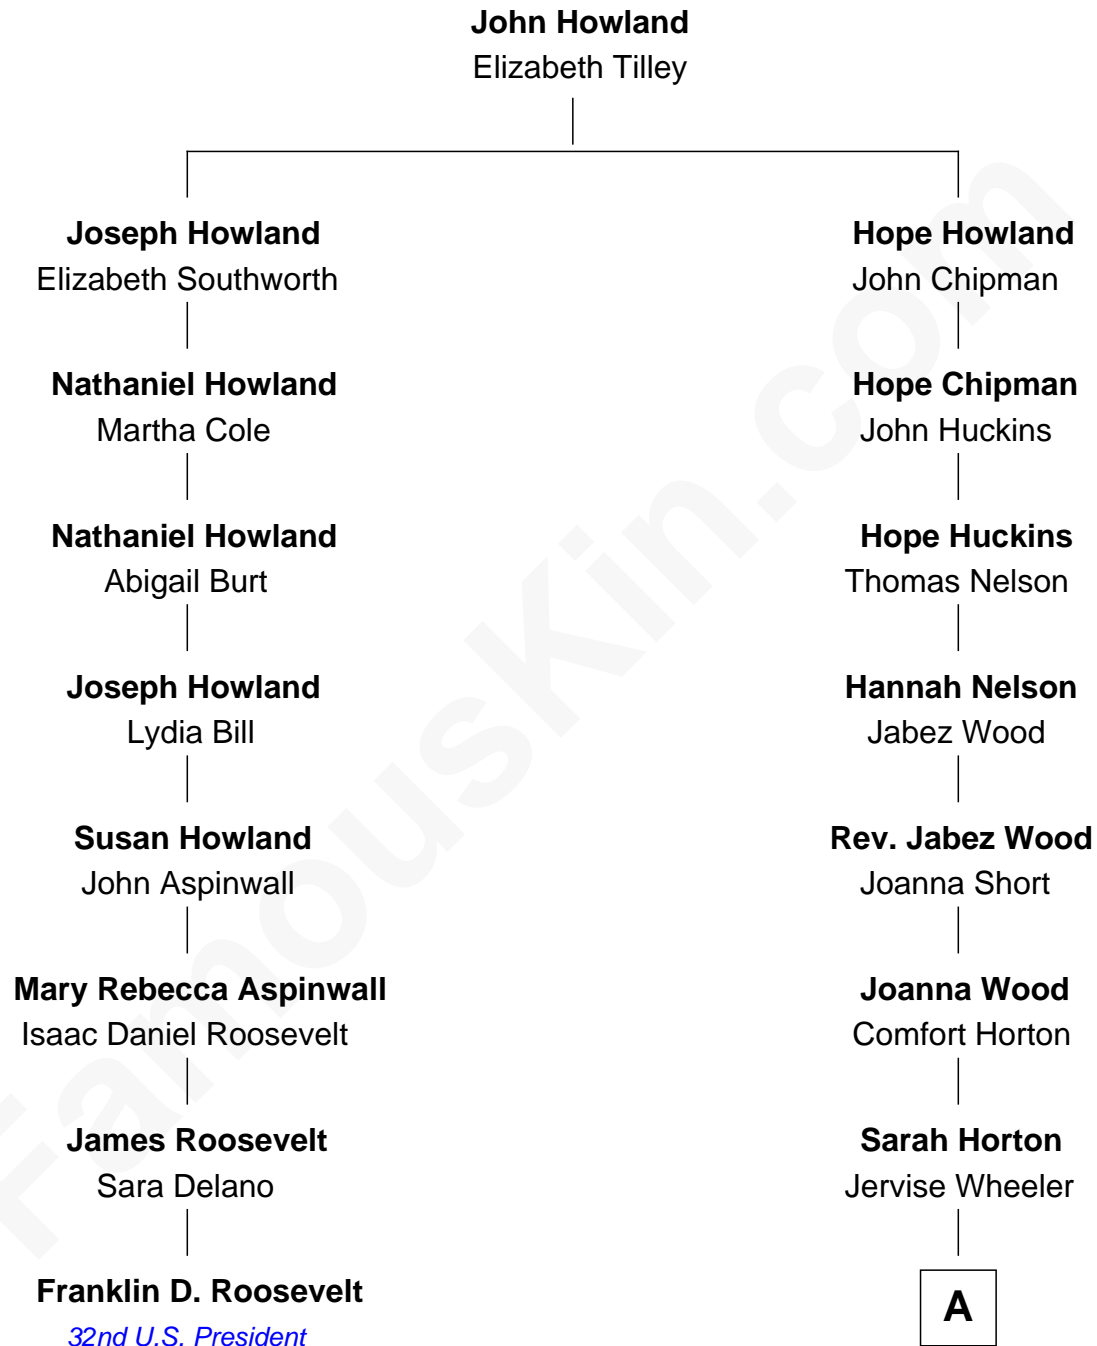 John Howland
Elizabeth Tilley
Joseph Howland
Elizabeth Southworth
Hope Howland
John Chipman
Nathaniel Howland
Martha Cole
Hope Chipman
John Huckins
Nathaniel Howland
Abigail Burt
Hope Huckins
Thomas Nelson
Joseph Howland
Lydia Bill
Hannah Nelson
Jabez Wood
Susan Howland
John Aspinwall
Rev. Jabez Wood
Joanna Short
Mary Rebecca Aspinwall
Isaac Daniel Roosevelt
Joanna Wood
Comfort Horton
James Roosevelt
Sara Delano
Sarah Horton
Jervise Wheeler
Franklin D. Roosevelt
32nd U.S. President
A
FamousKin.com